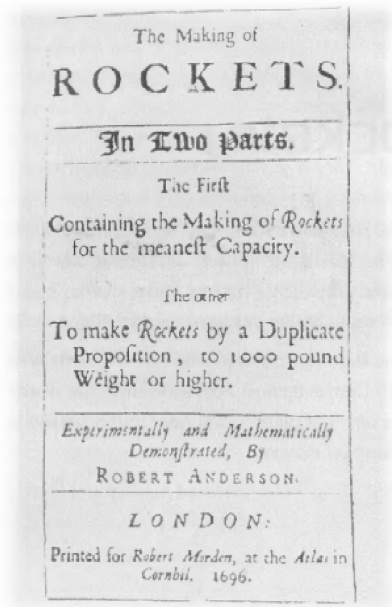 The Making of
ROCKETS.
In Two Parts.
The Firſt
Containing the Making of Rockets
for the meaneſt Capacity.
The other
To make Rockets by a Duplicate
Propoſition, to 1000 pound
Weight or higher.
Experimentally and Mathematically
Demonſtrated, By
ROBERT ANDERSON.
LONDON:
Printed for Robert Morden, at the Atlas in
Cornhil. 1696.